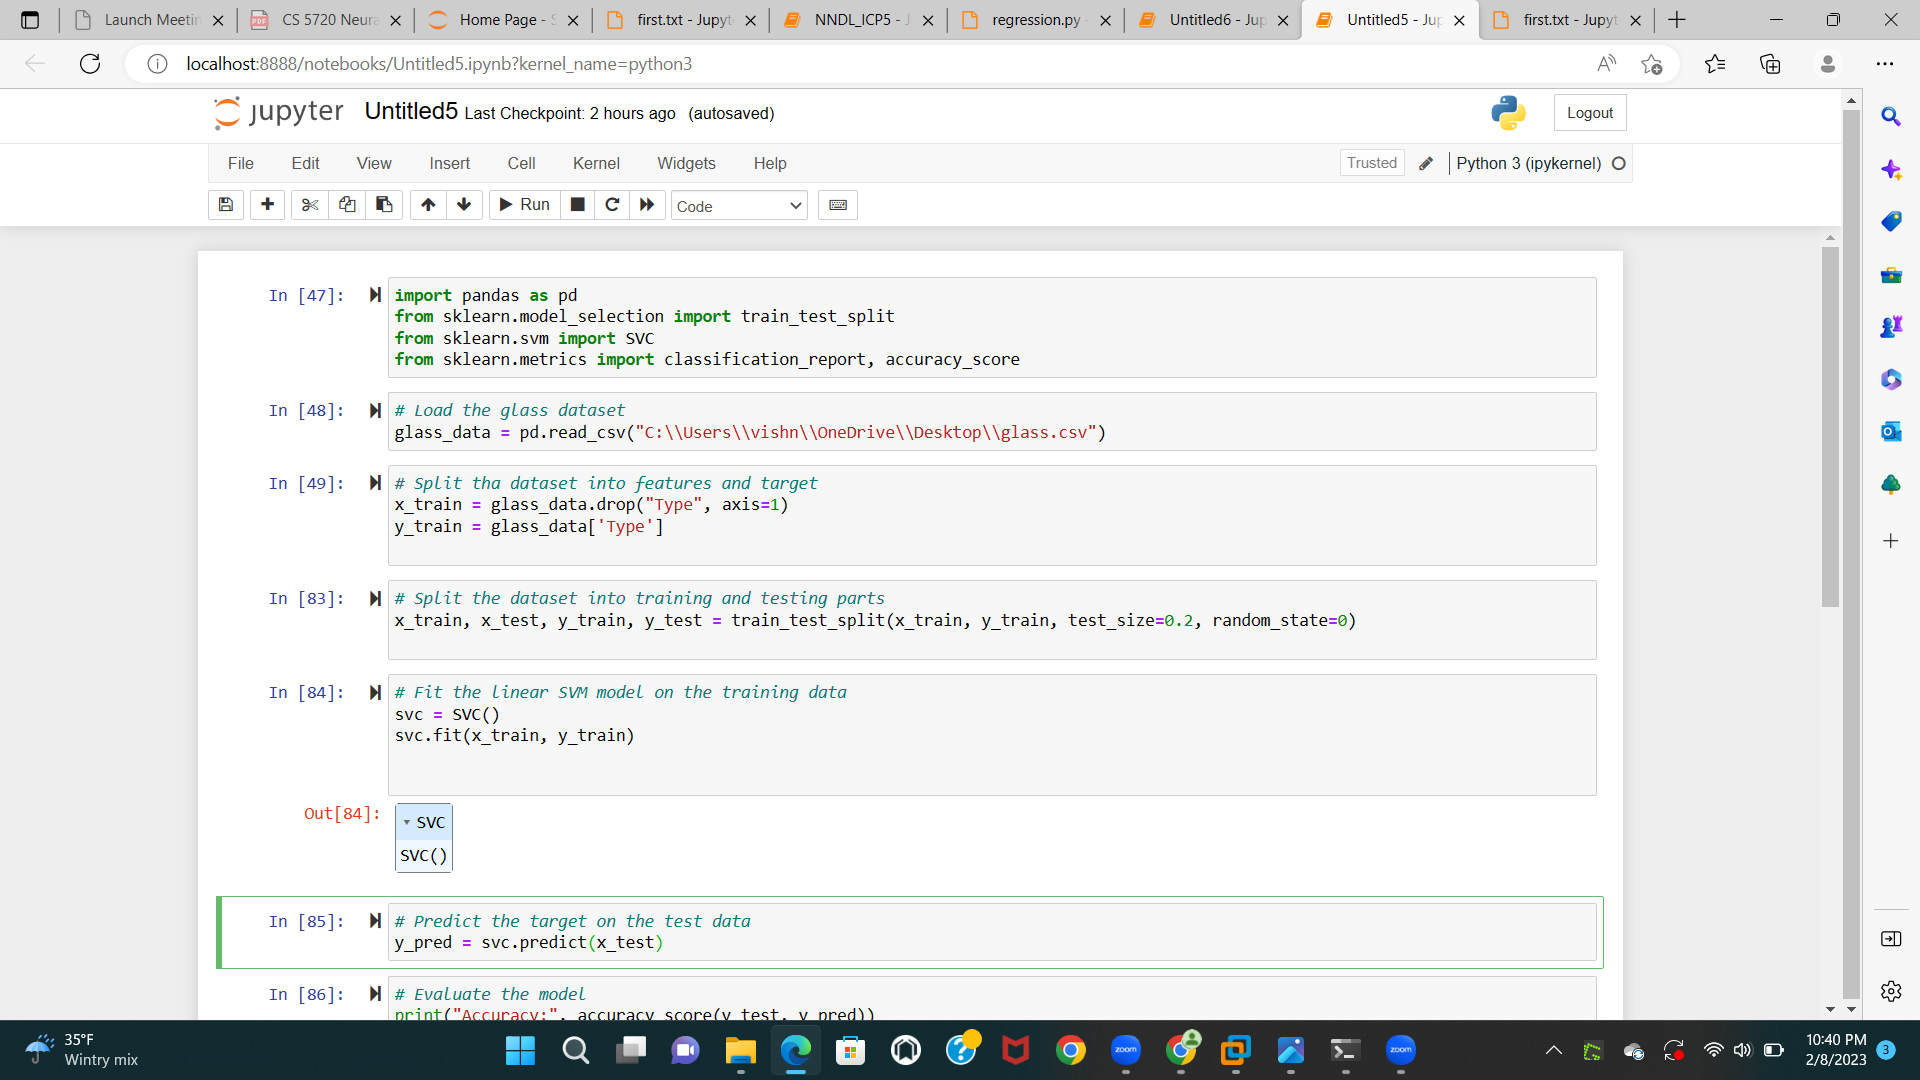 Launch Meetin
CS 5720 Neura
Home Page - S
first.txt - Jupyt
NNDL_ICP5 - J
regression.py -
Untitled6 - Jup
Untitled5 - Jup
first.txt - Jupyt
localhost:8888/notebooks/Untitled5.ipynb?kernel_name=python3
jupyter Untitled5 Last Checkpoint: 2 hours ago (autosaved)
Logout
File Edit View Insert Cell Kernel Widgets Help
Trusted
Python 3 (ipykernel)
Run
Code
In [47]:
import pandas as pd
from sklearn.model_selection import train_test_split
from sklearn.svm import SVC
from sklearn.metrics import classification_report, accuracy_score
In [48]:
# Load the glass dataset
glass_data = pd.read_csv("C:\\Users\\vishn\\OneDrive\\Desktop\\glass.csv")
In [49]:
# Split tha dataset into features and target
x_train = glass_data.drop("Type", axis=1)
y_train = glass_data['Type']
In [83]:
# Split the dataset into training and testing parts
x_train, x_test, y_train, y_test = train_test_split(x_train, y_train, test_size=0.2, random_state=0)
In [84]:
# Fit the linear SVM model on the training data
svc = SVC()
svc.fit(x_train, y_train)
Out[84]:
SVC
SVC()
In [85]:
# Predict the target on the test data
y_pred = svc.predict(x_test)
In [86]:
# Evaluate the model
print("Accuracy:", accuracy_score(y_test, y_pred))
35°F
Wintry mix
zoom
zoom
10:40 PM
2/8/2023
3